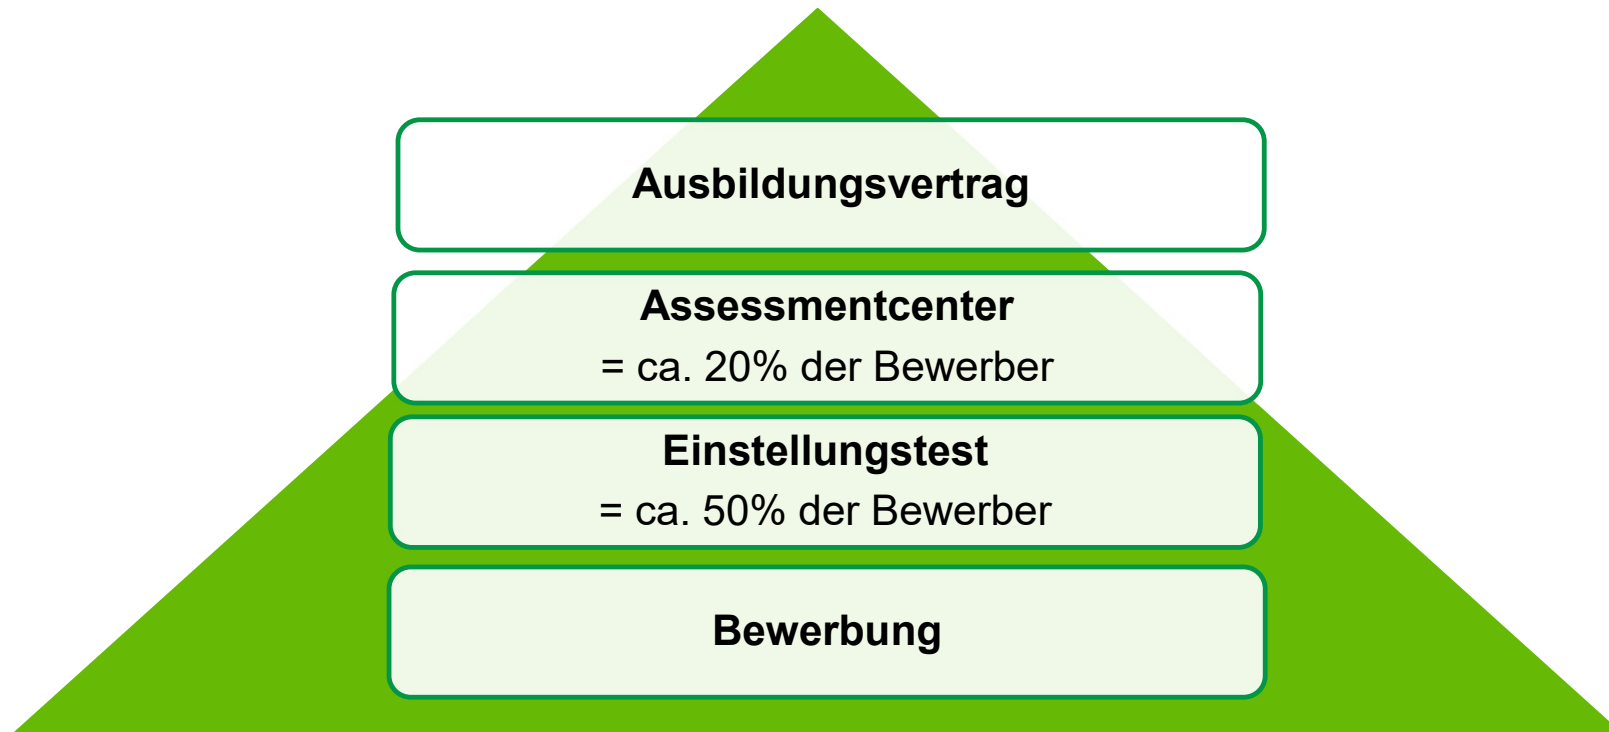 Ausbildungsvertrag
Assessmentcenter
= ca. 20% der Bewerber
Einstellungstest
= ca. 50% der Bewerber
Bewerbung